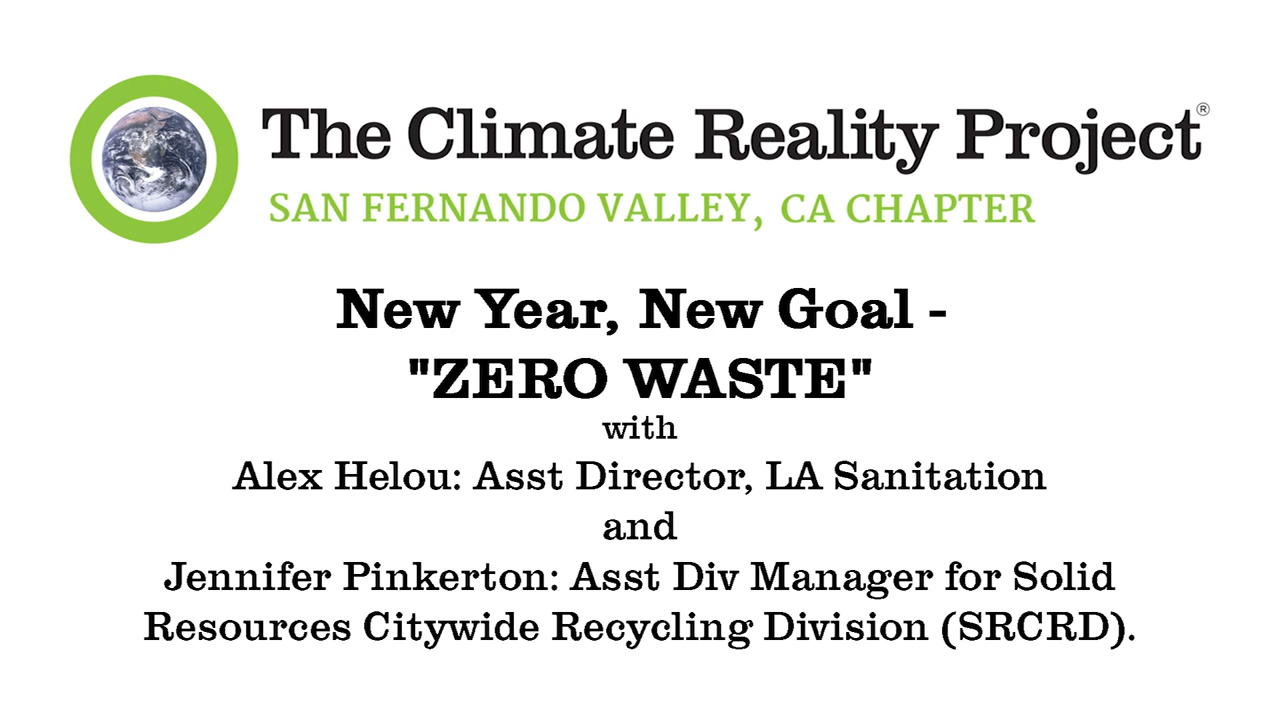 The Climate Reality Project®
SAN FERNANDO VALLEY, CA CHAPTER
New Year, New Goal -
"ZERO WASTE"
with
Alex Helou: Asst Director, LA Sanitation
and
Jennifer Pinkerton: Asst Div Manager for Solid
Resources Citywide Recycling Division (SRCRD).